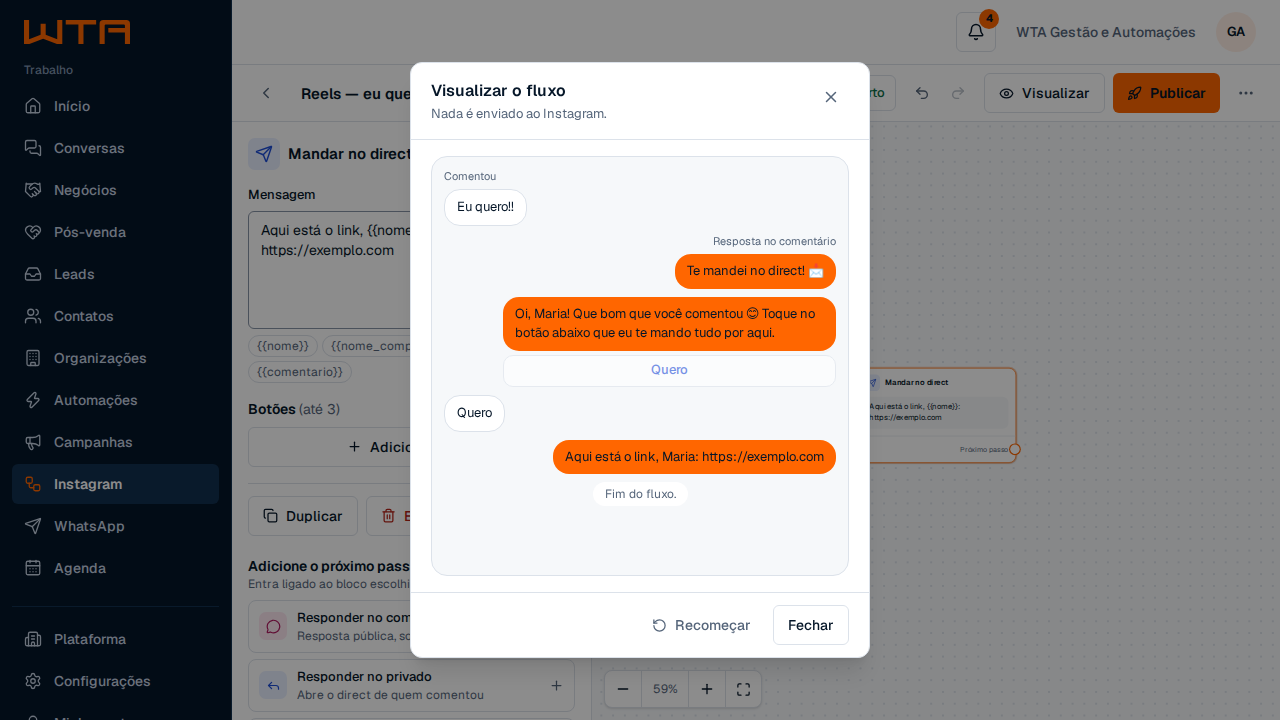 WTA
Trabalho
Início
Conversas
Negócios
Pós-venda
Leads
Contatos
Organizações
Automações
Campanhas
Instagram
WhatsApp
Agenda
Plataforma
Configurações
4
WTA Gestão e Automações
GA
Reels — eu que
Visualizar
Publicar
Mandar no direct
Mensagem
Aqui está o link, {{nome
https://exemplo.com
{{nome}}
{{nome_comp
{{comentario}}
Botões (até 3)
Adicio
Duplicar
Adicione o próximo pass
Entra ligado ao bloco escolhi
Responder no com
Resposta pública, so
Responder no privado
Abre o direct de quem comentou
Visualizar o fluxo
Nada é enviado ao Instagram.
Comentou
Eu quero!!
Resposta no comentário
Te mandei no direct! 📩
Oi, Maria! Que bom que você comentou 😊 Toque no
botão abaixo que eu te mando tudo por aqui.
Quero
Quero
Aqui está o link, Maria: https://exemplo.com
Fim do fluxo.
Recomeçar
Fechar
Mandar no direct
Aqui está o link, {{nome}}:
https://exemplo.com
Próximo passo
59%